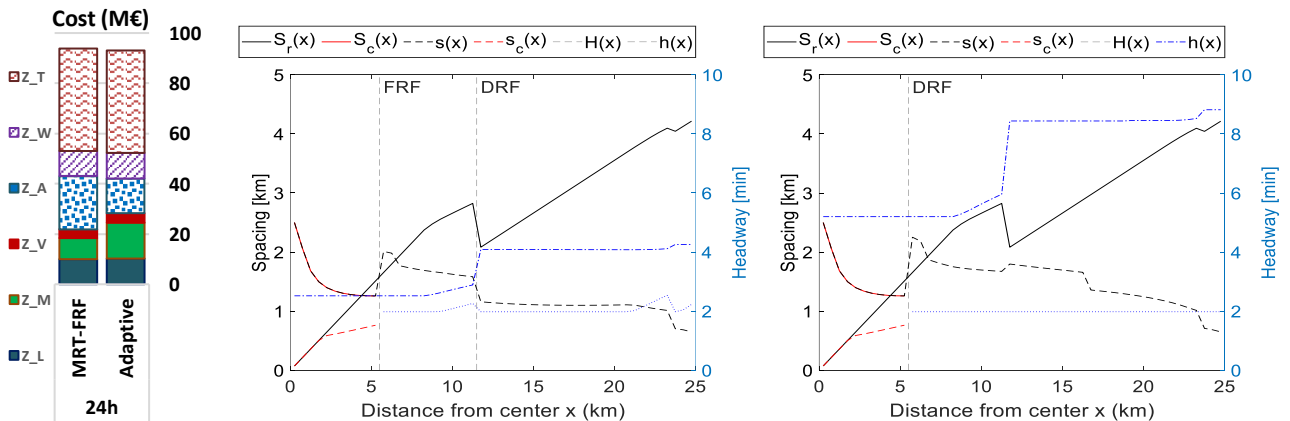 Cost (M€)
100
80
60
40
20
0
Z_T
Z_W
Z_A
Z_V
Z_M
Z_L
MRT-FRF
Adaptive
24h
S_r(x) S_c(x) s(x) s_c(x) H(x) h(x)
FRF
DRF
5
4
3
2
1
0
Spacing [km]
10
8
6
4
2
0
Headway [min]
0 5 10 15 20 25
Distance from center x (km)
S_r(x) S_c(x) s(x) s_c(x) H(x) h(x)
DRF
5
4
3
2
1
0
Spacing [km]
10
8
6
4
2
0
Headway [min]
0 5 10 15 20 25
Distance from center x (km)